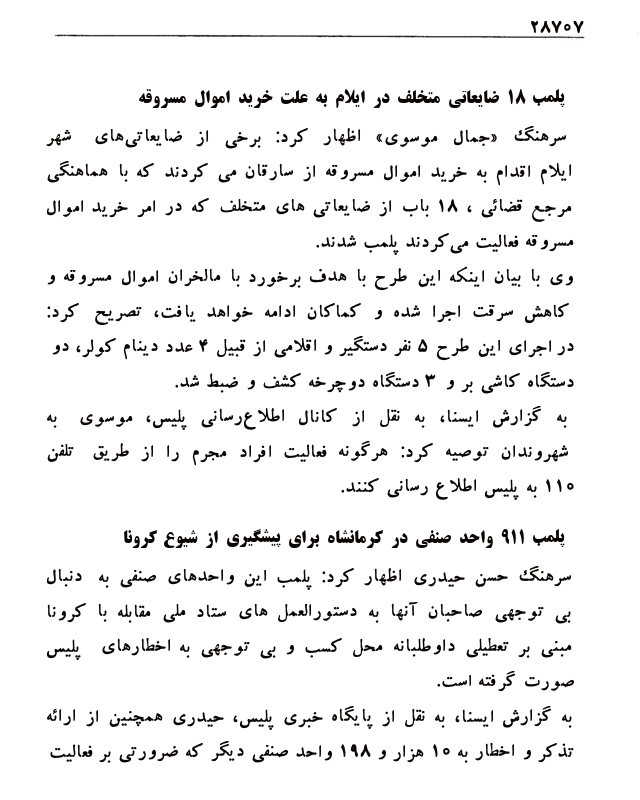 ۲۸۷۰۷
پلمب ۱۸ ضایعاتی متخلف در ایلام به علت خرید اموال مسروقه
سرهنگ «جمال موسوی» اظهار کرد: برخی از ضایعاتی‌های شهر
ایلام اقدام به خرید اموال مسروقه از سارقان می کردند که با هماهنگی
مرجع قضائی ، ۱۸ باب از ضایعاتی های متخلف که در امر خرید اموال
مسروقه فعالیت می‌کردند پلمب شدند.
وی با بیان اینکه این طرح با هدف برخورد با مالخران اموال مسروقه و
کاهش سرقت اجرا شده و کماکان ادامه خواهد یافت، تصریح کرد:
در اجرای این طرح ۵ نفر دستگیر و اقلامی از قبیل ۴ عدد دینام کولر، دو
دستگاه کاشی بر و ۳ دستگاه دوچرخه کشف و ضبط شد.
به گزارش ایسنا، به نقل از کانال اطلاع‌رسانی پلیس، موسوی به
شهروندان توصیه کرد: هرگونه فعالیت افراد مجرم را از طریق تلفن
۱۱۰ به پلیس اطلاع رسانی کنند.
پلمب ۹۱۱ واحد صنفی در کرمانشاه برای پیشگیری از شیوع کرونا
سرهنگ حسن حیدری اظهار کرد: پلمب این واحدهای صنفی به دنبال
بی توجهی صاحبان آنها به دستورالعمل های ستاد ملی مقابله با کرونا
مبنی بر تعطیلی داوطلبانه محل کسب و بی توجهی به اخطارهای پلیس
صورت گرفته است.
به گزارش ایسنا، به نقل از پایگاه خبری پلیس، حیدری همچنین از ارائه
تذکر و اخطار به ۱۰ هزار و ۱۹۸ واحد صنفی دیگر که ضرورتی بر فعالیت